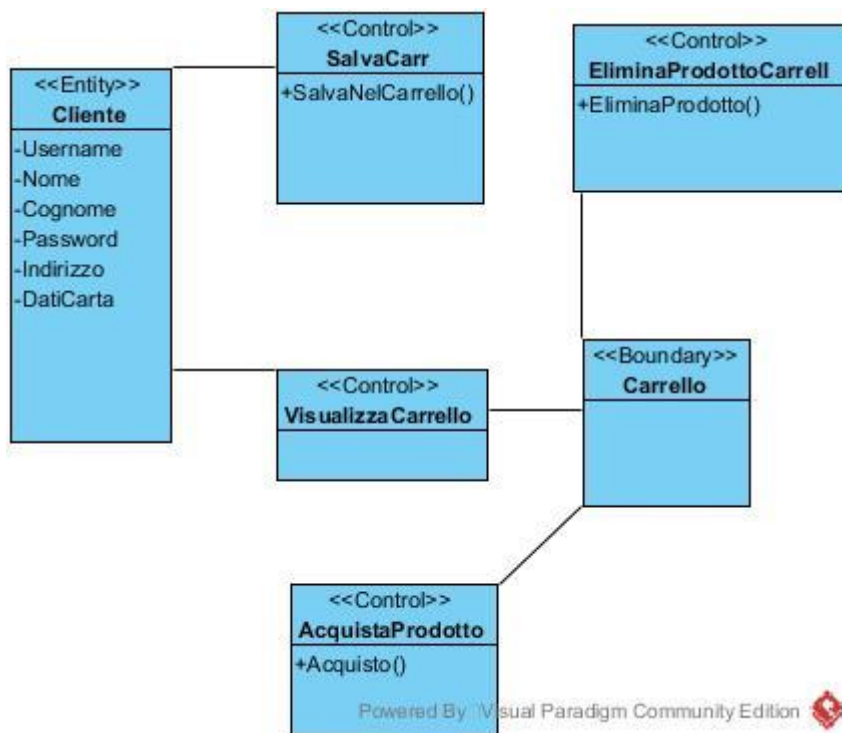 <<Entity>>
Cliente
-Username
-Nome
-Cognome
-Password
-Indirizzo
-DatiCarta
<<Control>>
SalvaCarr
+SalvaNelCarrello()
<<Control>>
EliminaProdottoCarrell
+EliminaProdotto()
<<Control>>
VisualizzaCarrello
<<Boundary>>
Carrello
<<Control>>
AcquistaProdotto
+Acquisto()
Powered By Visual Paradigm Community Edition